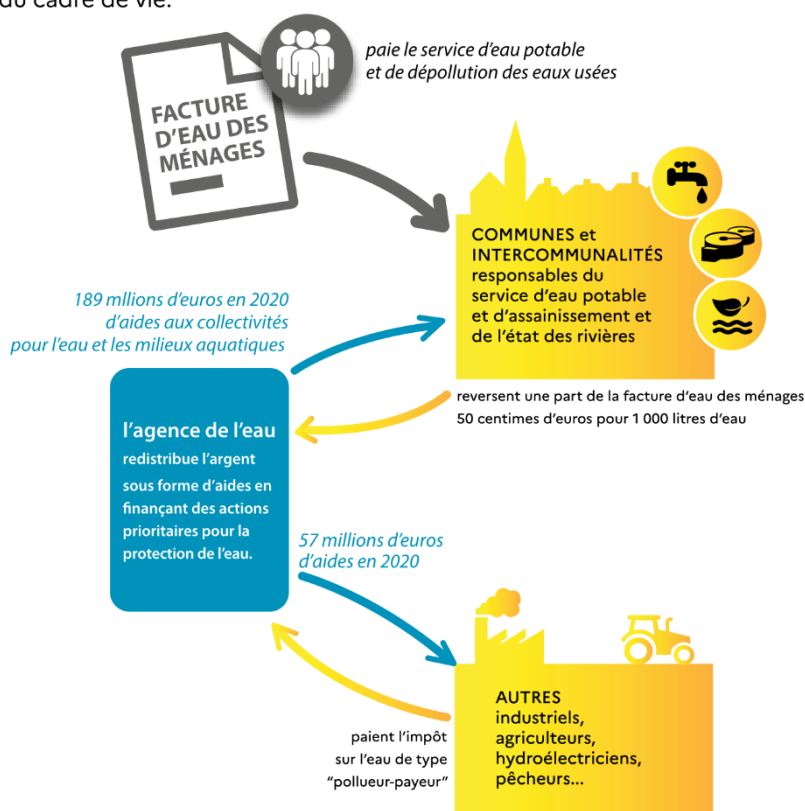 du cadre de vie.
paie le service d'eau potable
et de dépollution des eaux usées
FACTURE
D'EAU DES
MÉNAGES
COMMUNES et
INTERCOMMUNALITÉS
responsables du
service d'eau potable
et d'assainissement et
de l'état des rivières
189 mllions d'euros en 2020
d'aides aux collectivités
pour l'eau et les milieux aquatiques
reversent une part de la facture d'eau des ménages
50 centimes d'euros pour 1 000 litres d'eau
l'agence de l'eau
redistribue l'argent
sous forme d'aides en
finançant des actions
prioritaires pour la
protection de l'eau.
57 millions d'euros
d'aides en 2020
AUTRES
industriels,
agriculteurs,
hydroélectriciens,
pêcheurs...
paient l'impôt
sur l'eau de type
"pollueur-payeur"